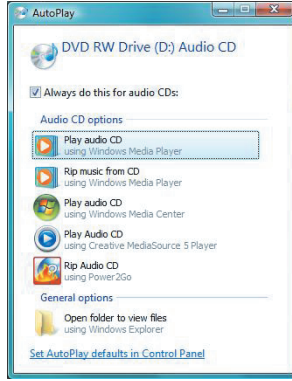 AutoPlay
DVD RW Drive (D:) Audio CD
Always do this for audio CDs:
Audio CD options
Play audio CD
using Windows Media Player
Rip music from CD
using Windows Media Player
Play audio CD
using Windows Media Center
Play Audio CD
using Creative MediaSource 5 Player
Rip Audio CD
using Power2Go
General options
Open folder to view files
using Windows Explorer
Set AutoPlay defaults in Control Panel